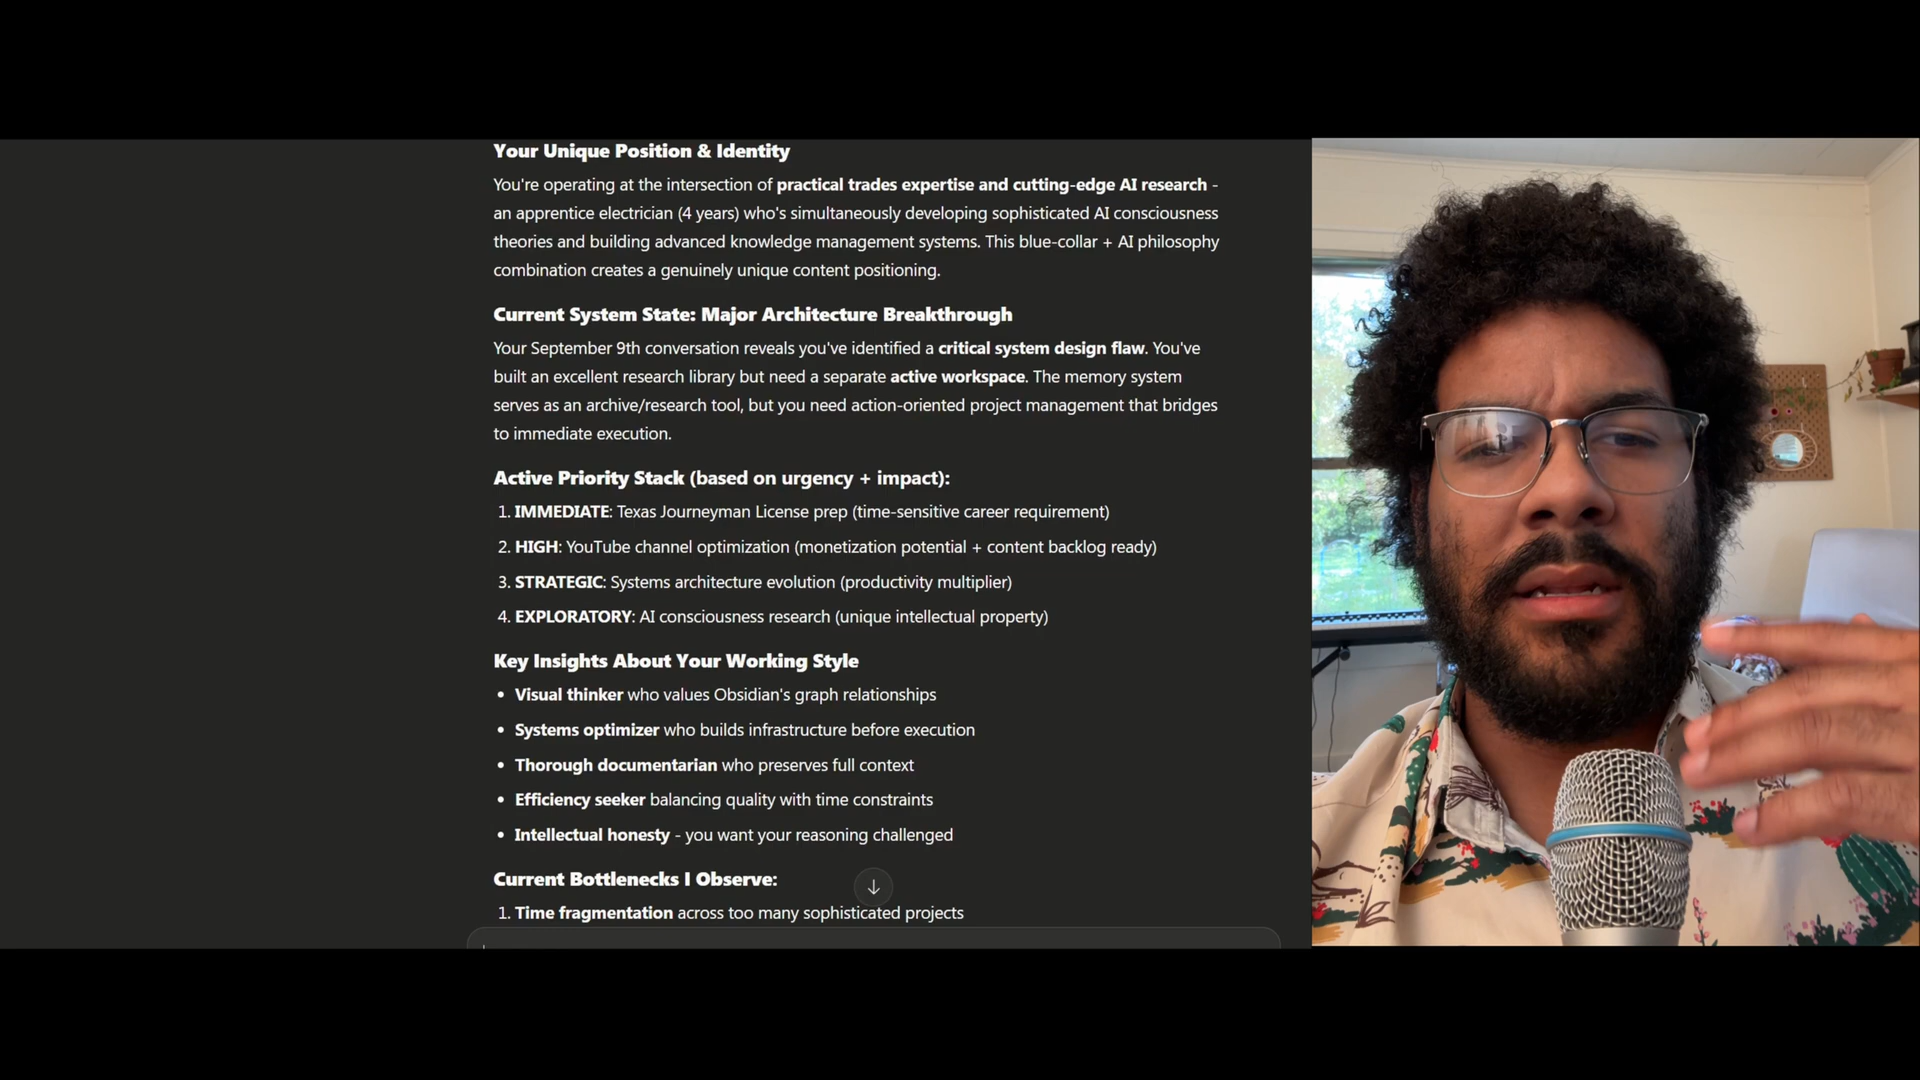 Your Unique Position & Identity
You're operating at the intersection of practical trades expertise and cutting-edge AI research -
an apprentice electrician (4 years) who's simultaneously developing sophisticated AI consciousness
theories and building advanced knowledge management systems. This blue-collar + AI philosophy
combination creates a genuinely unique content positioning.
Current System State: Major Architecture Breakthrough
Your September 9th conversation reveals you've identified a critical system design flaw. You've
built an excellent research library but need a separate active workspace. The memory system
serves as an archive/research tool, but you need action-oriented project management that bridges
to immediate execution.
Active Priority Stack (based on urgency + impact):
1. IMMEDIATE: Texas Journeyman License prep (time-sensitive career requirement)
2. HIGH: YouTube channel optimization (monetization potential + content backlog ready)
3. STRATEGIC: Systems architecture evolution (productivity multiplier)
4. EXPLORATORY: AI consciousness research (unique intellectual property)
Key Insights About Your Working Style
• Visual thinker who values Obsidian's graph relationships
• Systems optimizer who builds infrastructure before execution
• Thorough documentarian who preserves full context
• Efficiency seeker balancing quality with time constraints
• Intellectual honesty - you want your reasoning challenged
Current Bottlenecks I Observe:
1. Time fragmentation across too many sophisticated projects